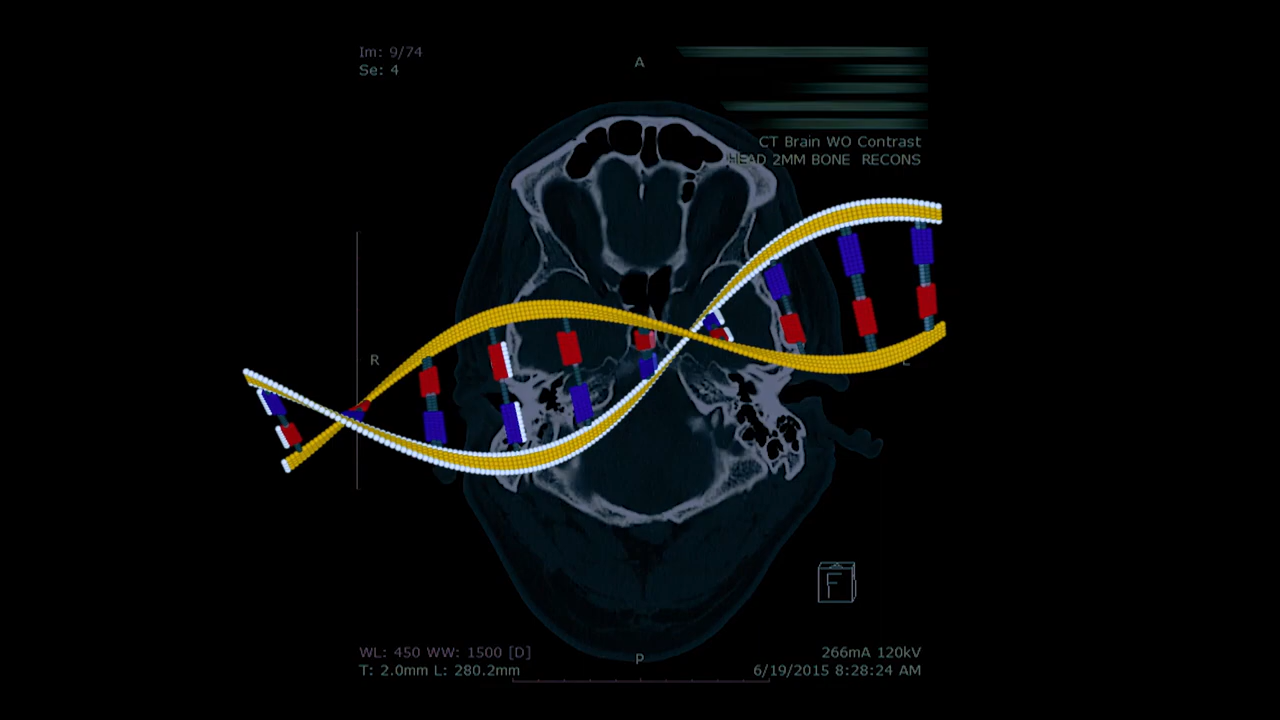 Im: 9/74
Se: 4
A
CT Brain WO Contrast
HEAD 2MM BONE RECONS
R
L
F
WL: 450 WW: 1500 [D]
T: 2.0mm L: 280.2mm
P
266mA 120kV
6/19/2015 8:28:24 AM